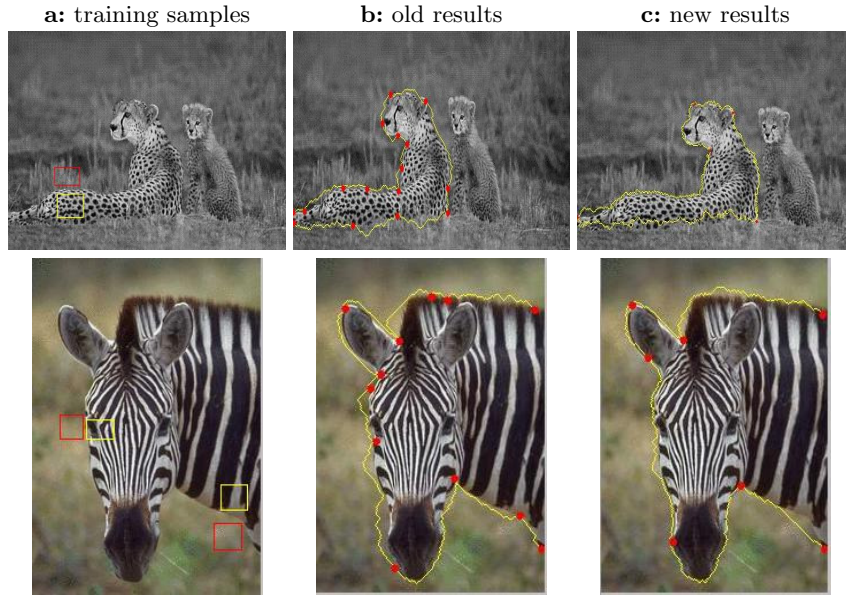 a: training samples
b: old results
c: new results